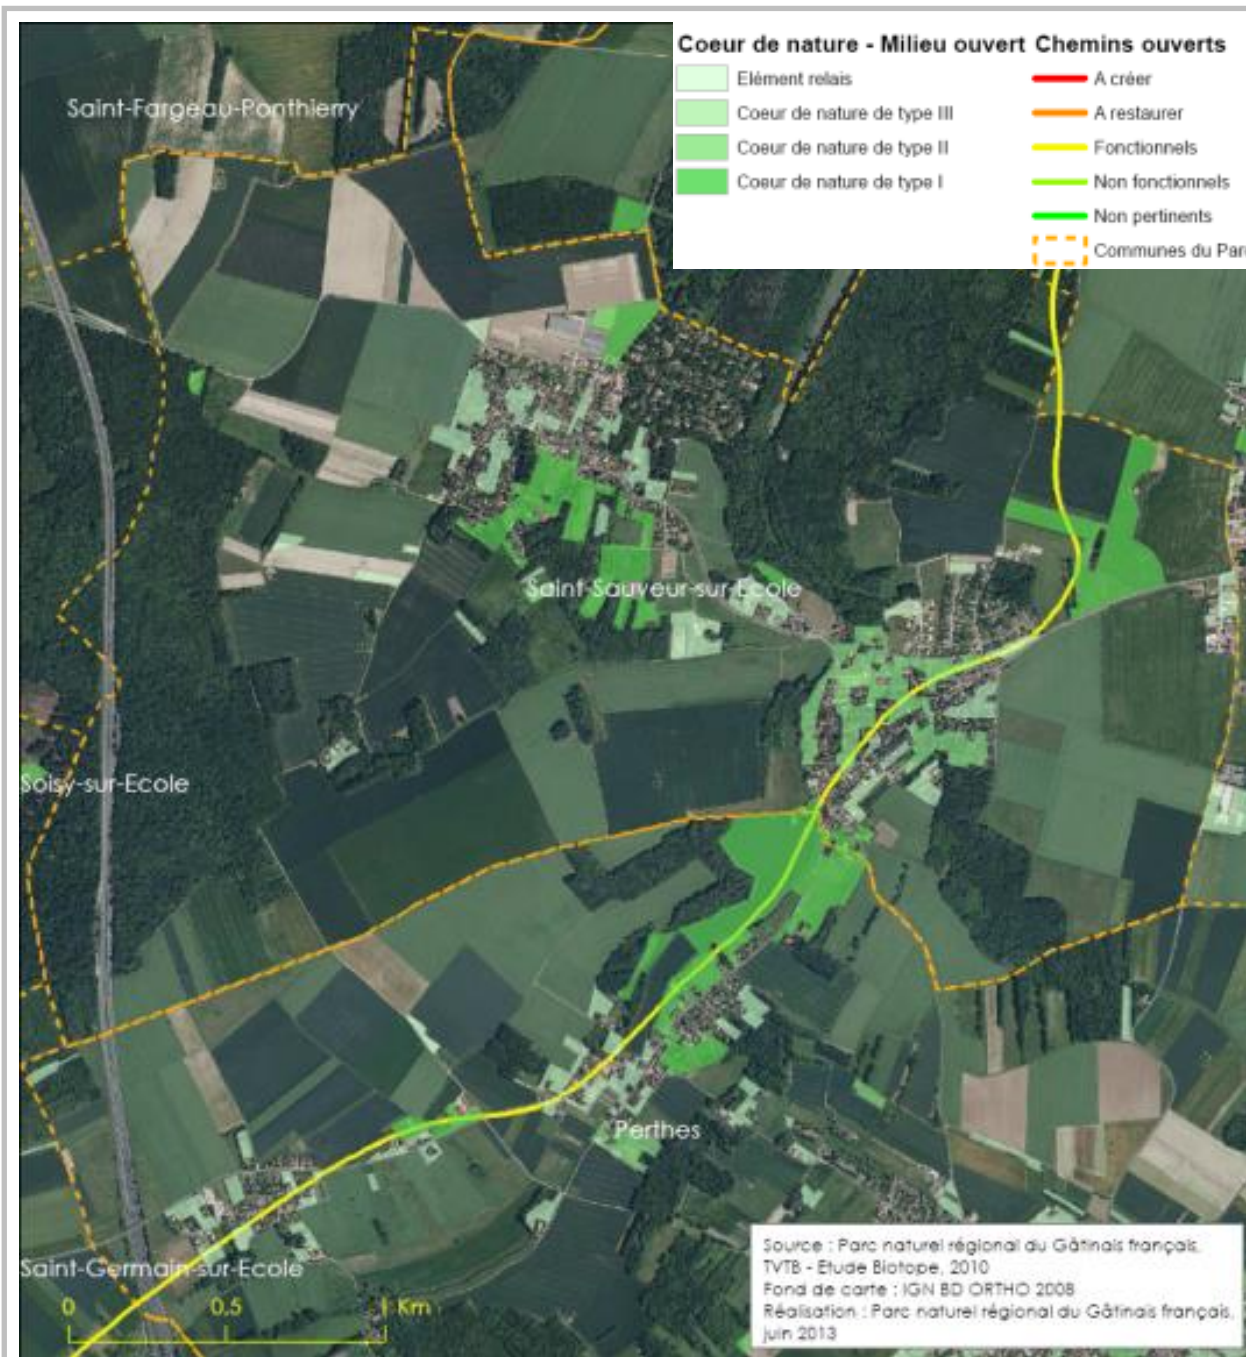 Coeur de nature - Milieu ouvert
Elément relais
Coeur de nature de type III
Coeur de nature de type II
Coeur de nature de type I
Chemins ouverts
A créer
A restaurer
Fonctionnels
Non fonctionnels
Non pertinents
Communes du Parc
Saint-Fargeau-Ponthierry
Saint-Sauveur-sur-Ecole
Soisy-sur-Ecole
Perthes
Saint-Germain-sur-Ecole
0 0,5 1 Km
Source : Parc naturel régional du Gâtinais français,
TVTB - Etude Biotope, 2010
Fond de carte : IGN BD ORTHO 2008
Réalisation : Parc naturel régional du Gâtinais français,
juin 2013